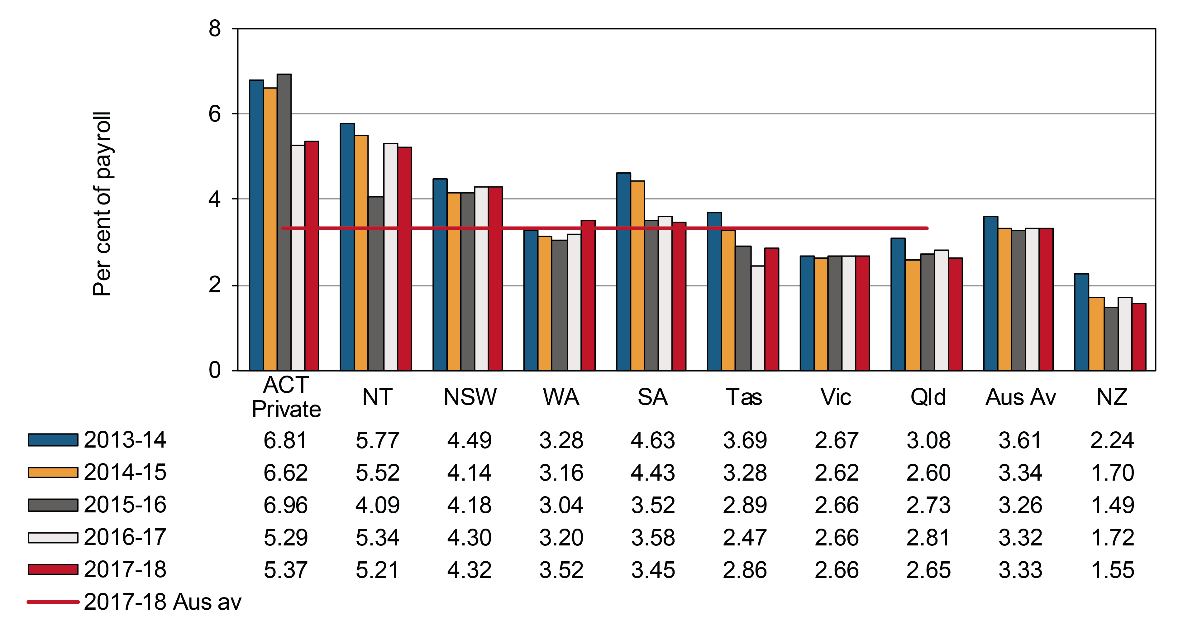 8
6
4
2
0
Per cent of payroll
ACT Private NT NSW WA SA Tas Vic Qld Aus Av NZ
2013-14 6.81 5.77 4.49 3.28 4.63 3.69 2.67 3.08 3.61 2.24
2014-15 6.62 5.52 4.14 3.16 4.43 3.28 2.62 2.60 3.34 1.70
2015-16 6.96 4.09 4.18 3.04 3.52 2.89 2.66 2.73 3.26 1.49
2016-17 5.29 5.34 4.30 3.20 3.58 2.47 2.66 2.81 3.32 1.72
2017-18 5.37 5.21 4.32 3.52 3.45 2.86 2.66 2.65 3.33 1.55
2017-18 Aus av